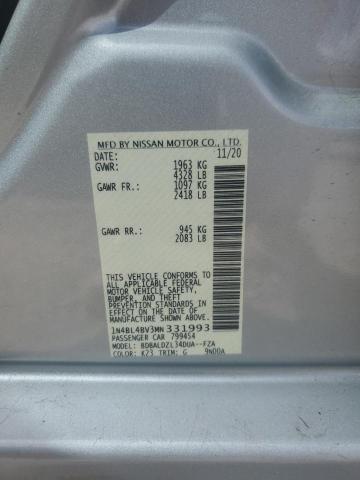 MFD BY NISSAN MOTOR CO., LTD.
DATE: 11/20
GVWR: 1963 KG
4328 LB
GAWR FR: 1097 KG
2418 LB
GAWR RR: 945 KG
2083 LB
THIS VEHICLE CONFORMS TO
ALL APPLICABLE FEDERAL
MOTOR VEHICLE SAFETY,
BUMPER, AND THEFT
PREVENTION STANDARDS
IN EFFECT ON THE DATE
OF MANUFACTURE SHOWN
ABOVE.
1N4BL4BV3MN331993
PASSENGER CAR 799454
MODEL: BDBALDZL34DUA--FZA
COLOR: K23 TRIM: G 9NDDA